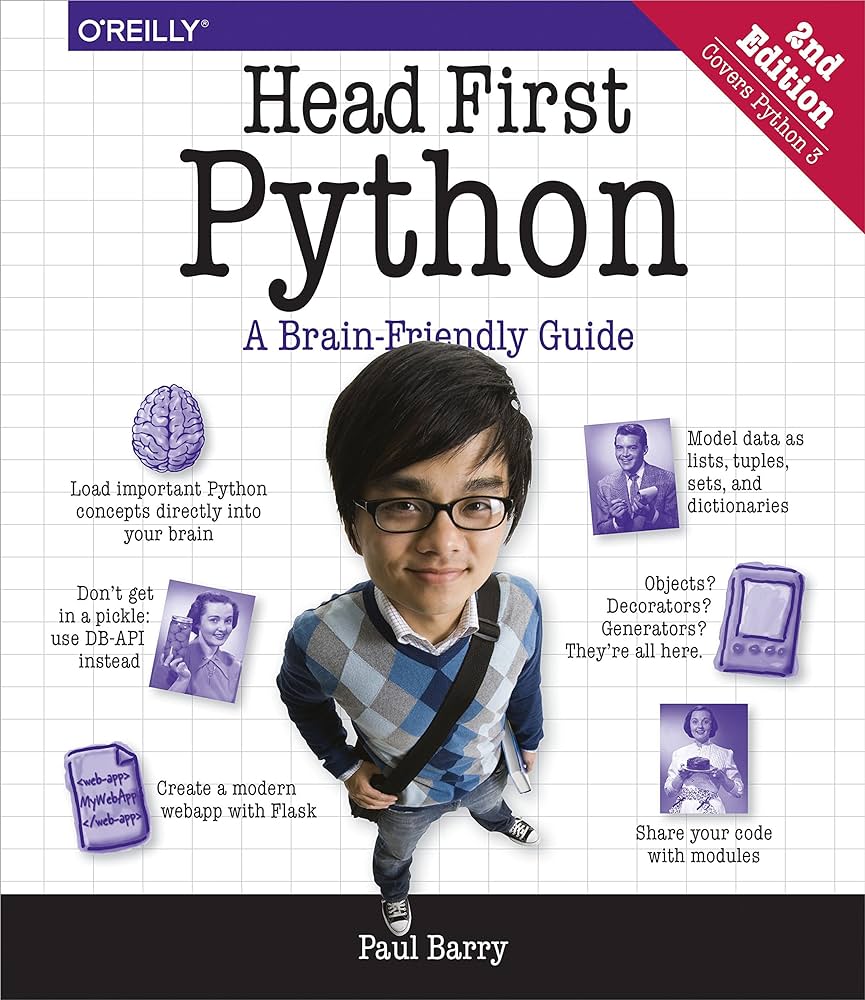 O'REILLY®
2nd
Edition
Covers Python 3
Head First
Python
A Brain-Friendly Guide
Load important Python
concepts directly into
your brain
Model data as
lists, tuples,
sets, and
dictionaries
Don't get
in a pickle:
use DB-API
instead
Objects?
Decorators?
Generators?
They're all here.
<web-app>
MyWebApp
</web-app>
Create a modern
webapp with Flask
Share your code
with modules
Paul Barry